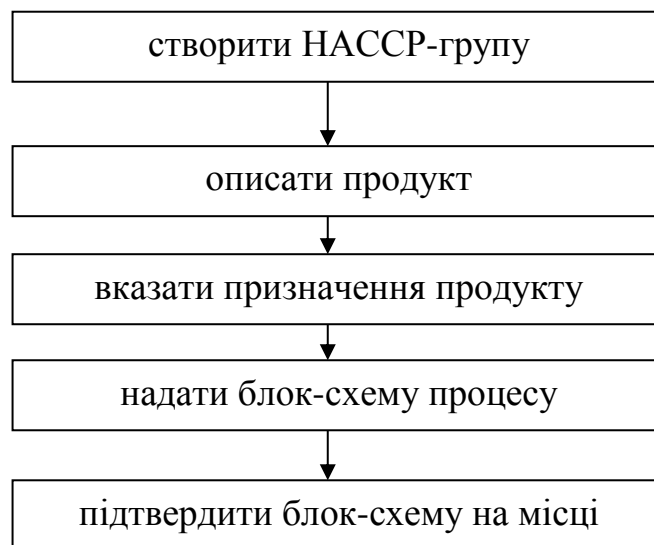 створити НАССР-групу
описати продукт
вказати призначення продукту
надати блок-схему процесу
підтвердити блок-схему на місці